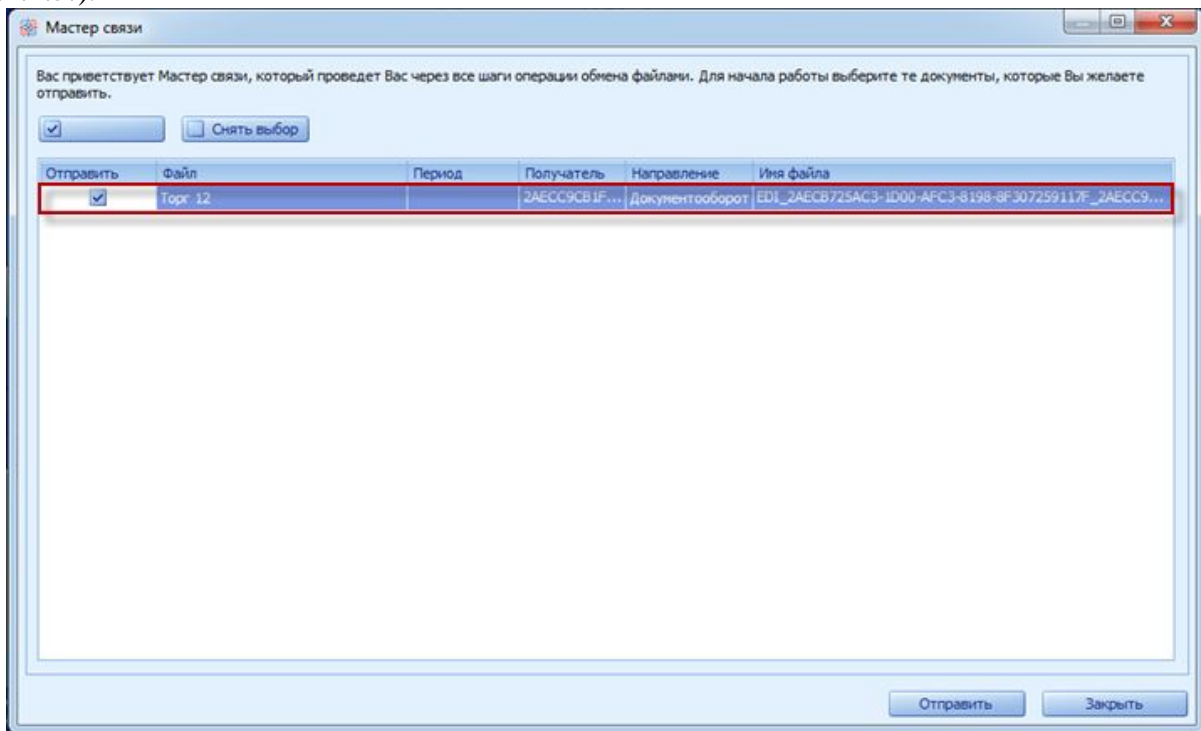 Мастер связи
Вас приветствует Мастер связи, который проведет Вас через все шаги операции обмена файлами. Для начала работы выберите те документы, которые Вы желаете
отправить.
Снять выбор
Отправить Файл Период Получатель Направление Имя файла
Торг 12 2AECC9CB1F... Документооборот EDI_2AECB725AC3-1D00-AFC3-8198-8F307259117F_2AECC9...
Отправить Закрыть